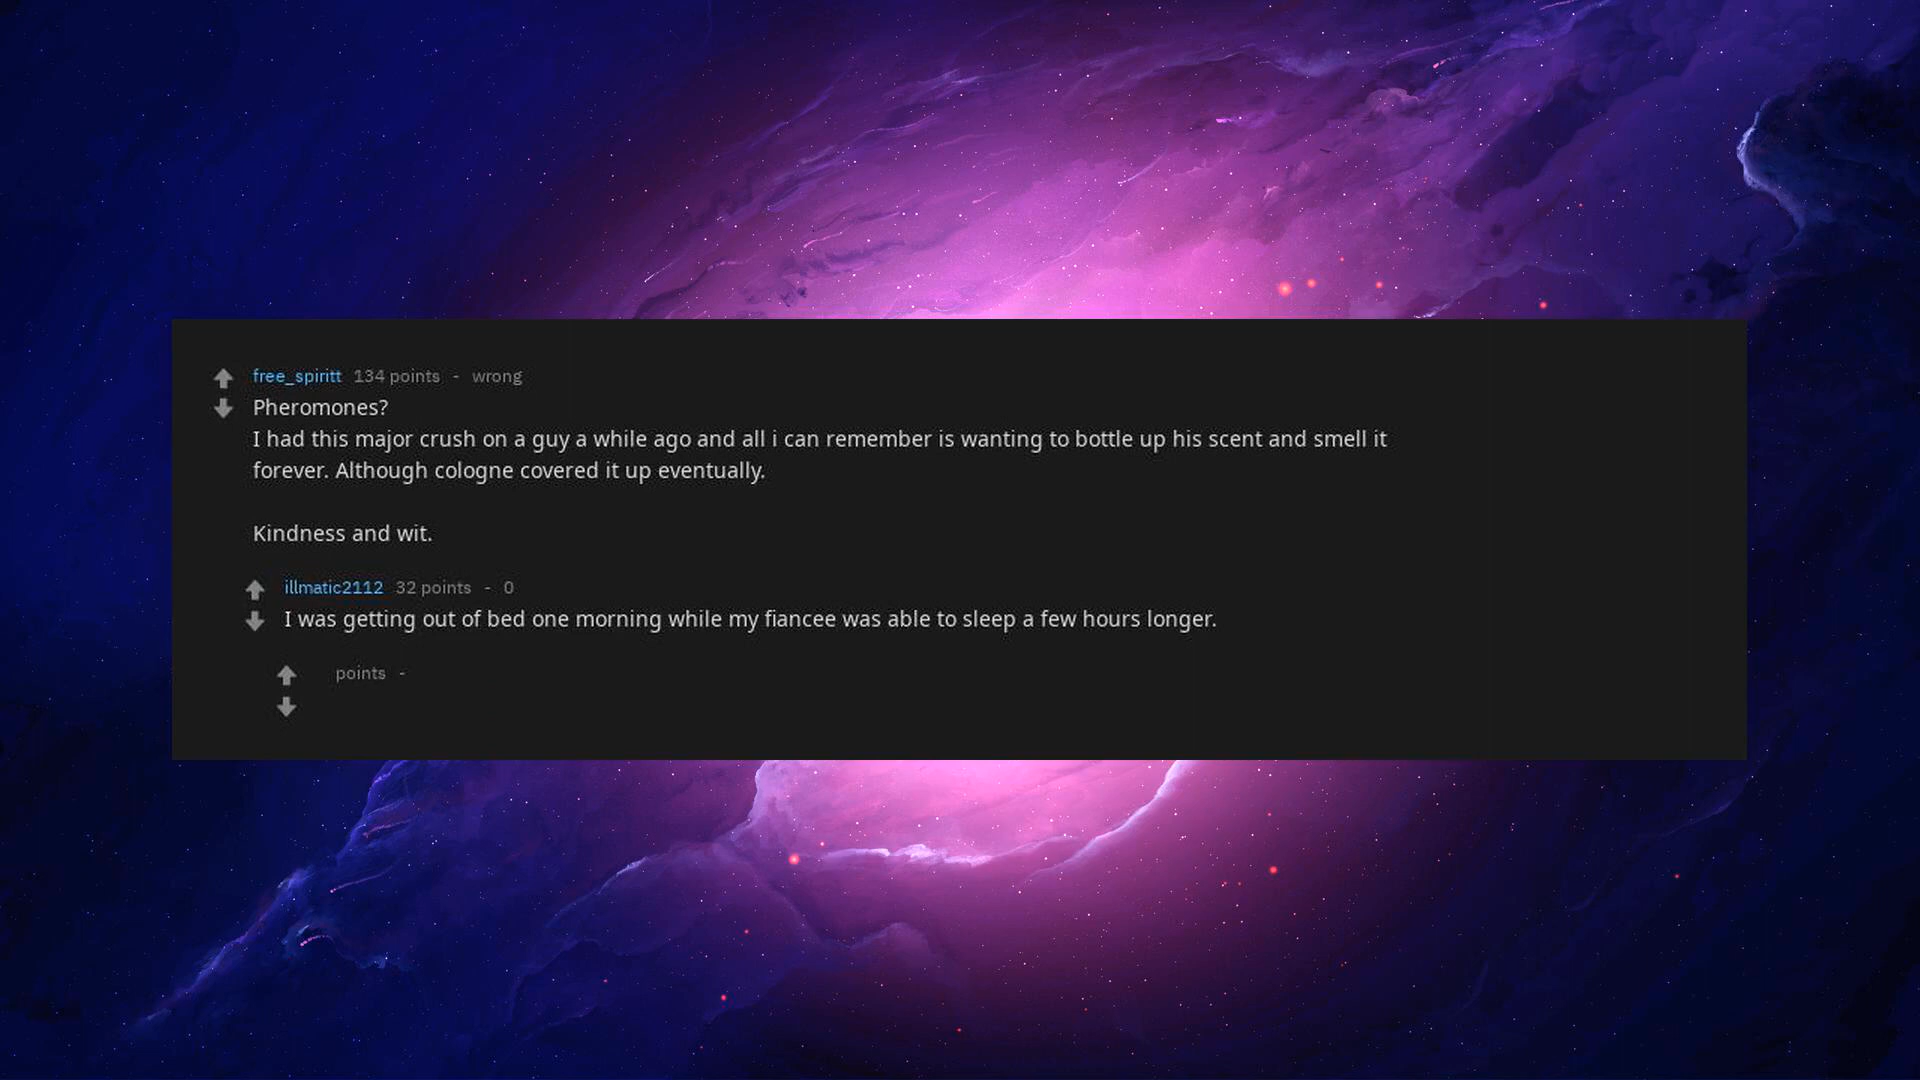 free_spiritt 134 points - wrong
Pheromones?
I had this major crush on a guy a while ago and all i can remember is wanting to bottle up his scent and smell it
forever. Although cologne covered it up eventually.
Kindness and wit.
illmatic2112 32 points - 0
I was getting out of bed one morning while my fiancee was able to sleep a few hours longer.
points -